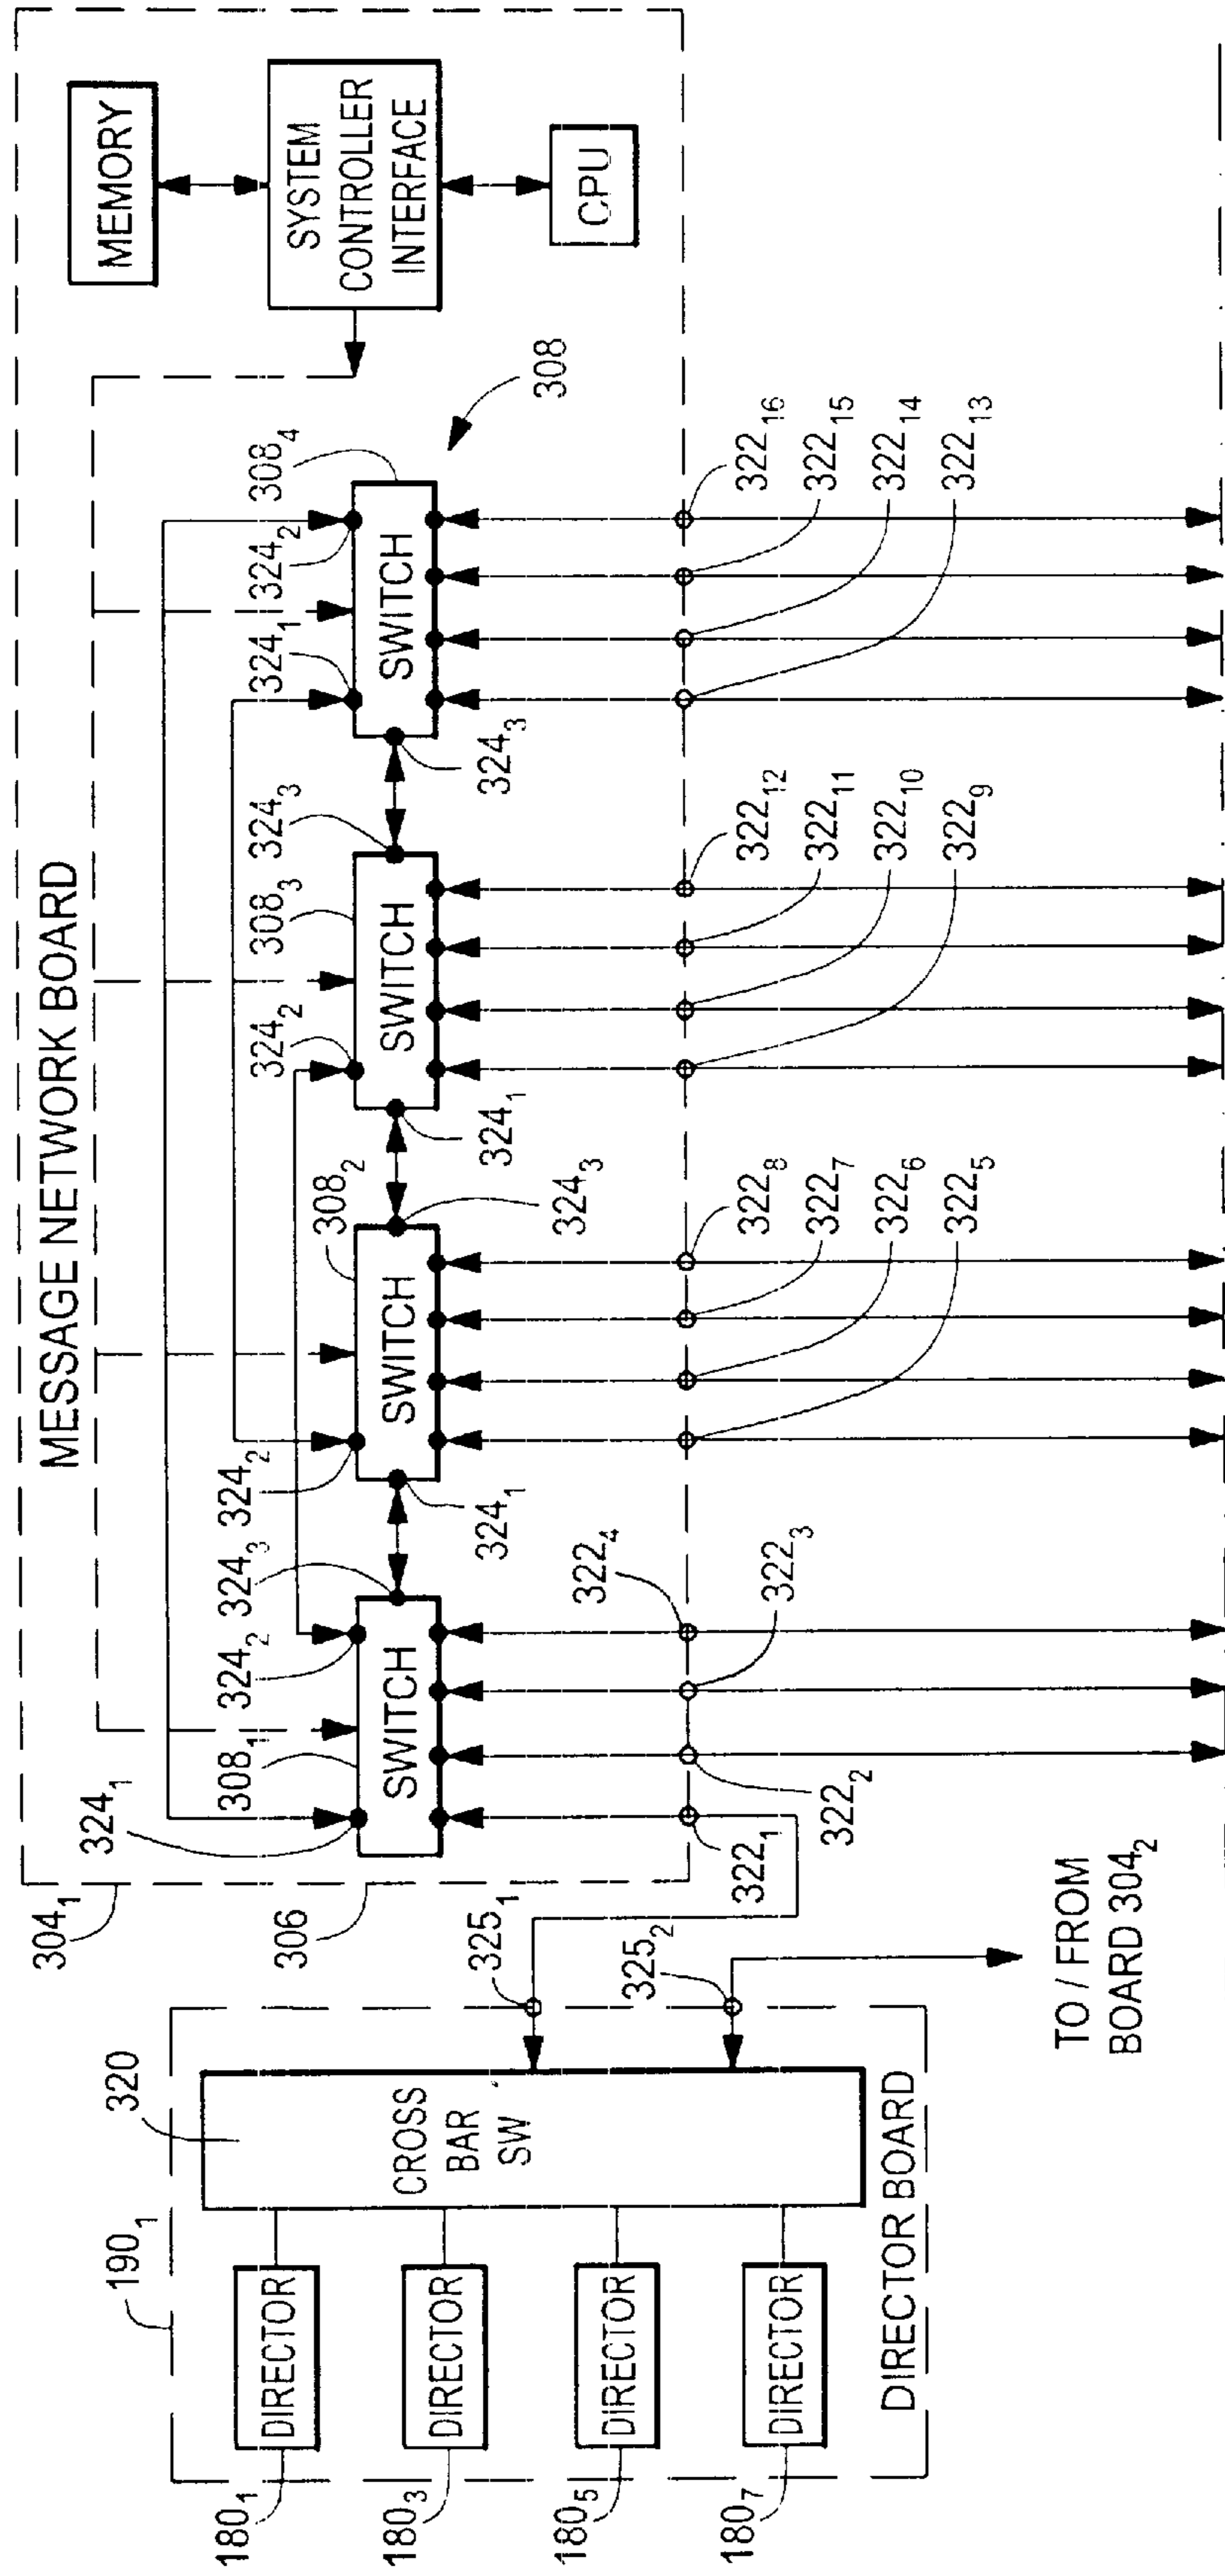 MESSAGE NETWORK BOARD
MEMORY
SYSTEM
CONTROLLER
INTERFACE
CPU
304₁
306
324₁
308₁
324₂
324₃
324₂
308₂
324₂
308₃
324₃
324₁
324₂
308₄
308
SWITCH
SWITCH
SWITCH
SWITCH
324₁
324₃
324₁
324₃
322₁
322₂
322₃
322₄
322₅
322₆
322₇
322₈
322₉
322₁₀
322₁₁
322₁₂
322₁₃
322₁₄
322₁₅
322₁₆
190₁
320
325₁
325₂
CROSS
BAR
SW
180₁
DIRECTOR
180₃
DIRECTOR
180₅
DIRECTOR
180₇
DIRECTOR
DIRECTOR BOARD
TO / FROM
BOARD 304₂